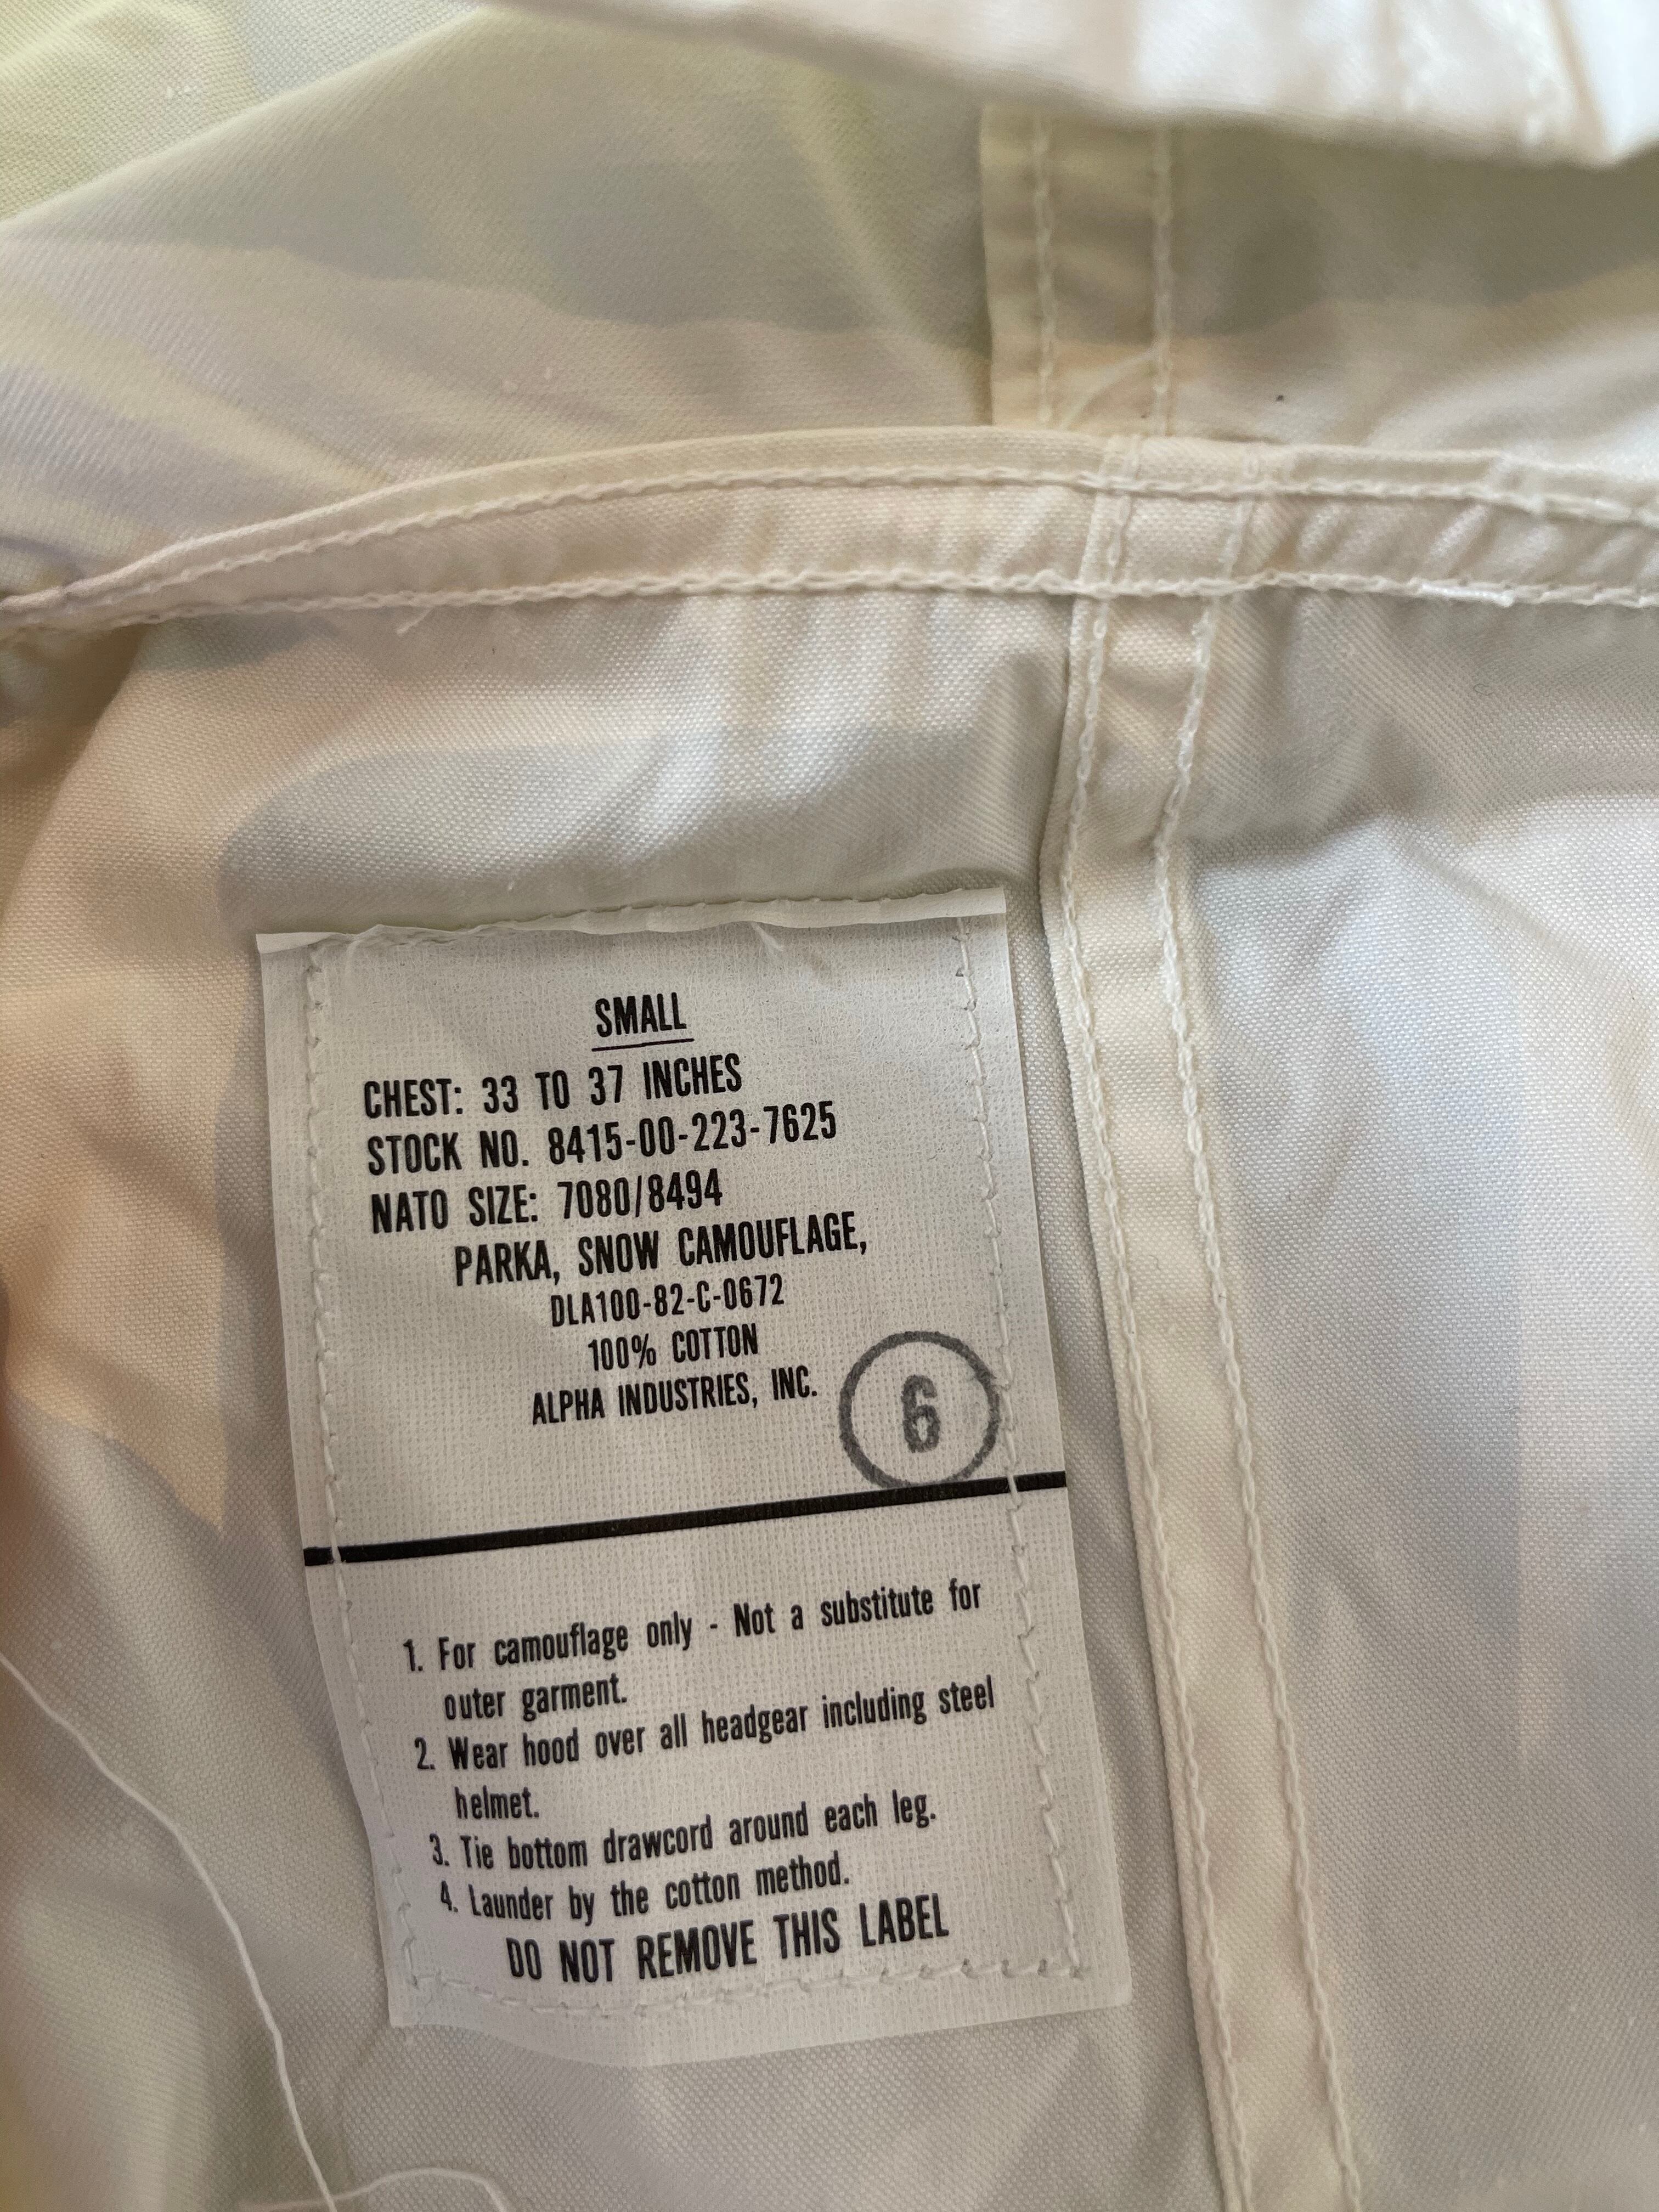 SMALL
CHEST: 33 TO 37 INCHES
STOCK NO. 8415-00-223-7625
NATO SIZE: 7080/8494
PARKA, SNOW CAMOUFLAGE,
DLA100-82-C-0672
100% COTTON
ALPHA INDUSTRIES, INC.
6
1. For camouflage only - Not a substitute for
outer garment.
2. Wear hood over all headgear including steel
helmet.
3. Tie bottom drawcord around each leg.
4. Launder by the cotton method.
DO NOT REMOVE THIS LABEL